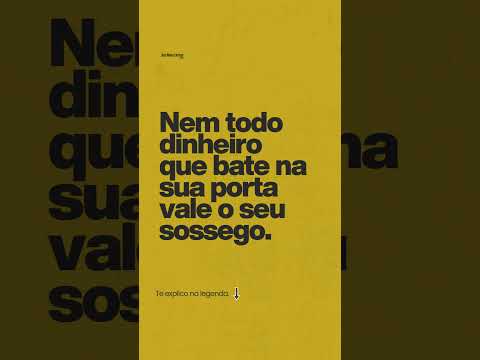 Nem todo
dinheiro
que bate na
sua porta
vale o seu
sossego.
Te explico na legenda. ↓